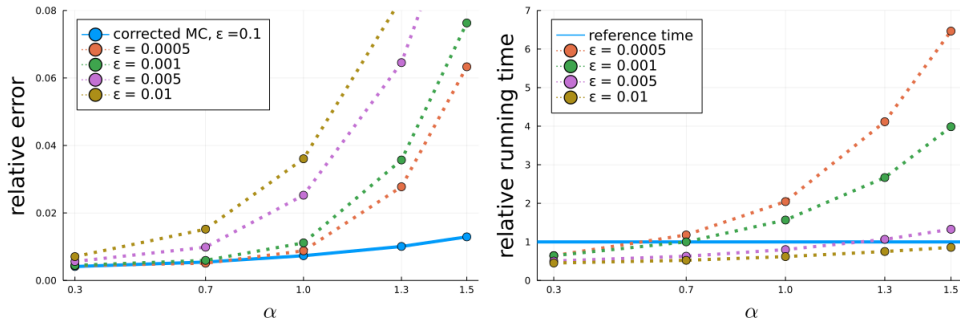 relative error
0.08
0.06
0.04
0.02
0.00
corrected MC, ε =0.1
ε = 0.0005
ε = 0.001
ε = 0.005
ε = 0.01
0.3 0.7 1.0 1.3 1.5
α
relative running time
7
6
5
4
3
2
1
0
reference time
ε = 0.0005
ε = 0.001
ε = 0.005
ε = 0.01
0.3 0.7 1.0 1.3 1.5
α